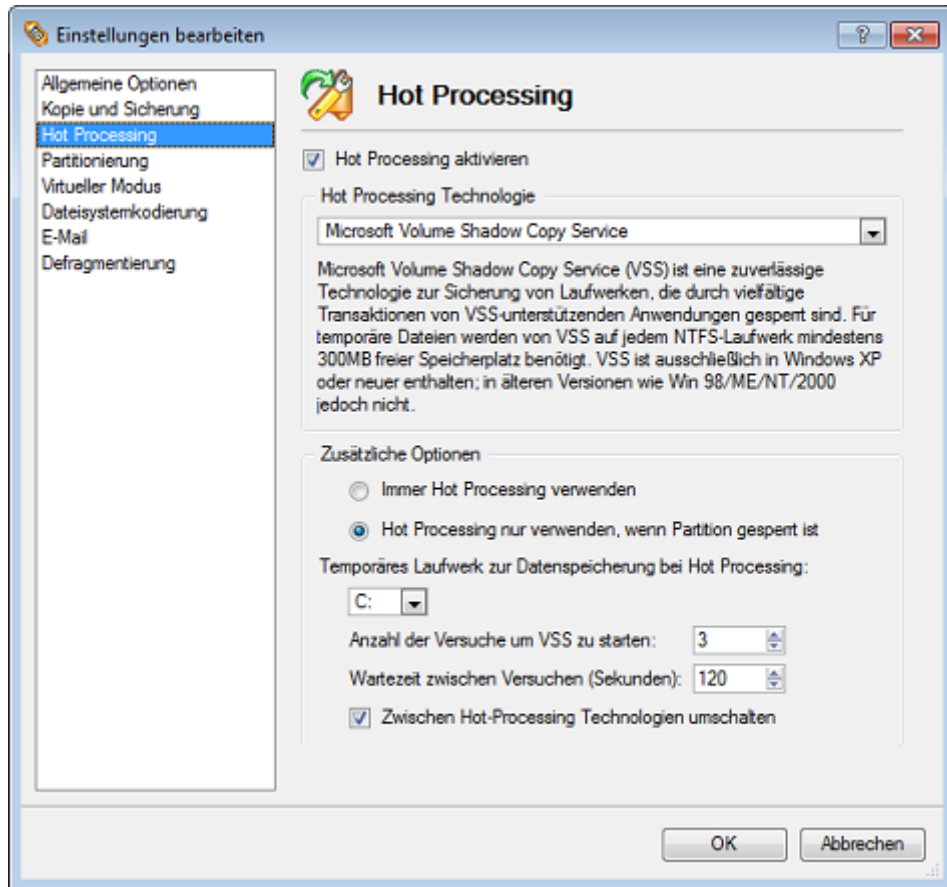 Einstellungen bearbeiten
Allgemeine Optionen
Kopie und Sicherung
Hot Processing
Partitionierung
Virtueller Modus
Dateisystemkodierung
E-Mail
Defragmentierung
Hot Processing
Hot Processing aktivieren
Hot Processing Technologie
Microsoft Volume Shadow Copy Service
Microsoft Volume Shadow Copy Service (VSS) ist eine zuverlässige
Technologie zur Sicherung von Laufwerken, die durch vielfältige
Transaktionen von VSS-unterstützenden Anwendungen gesperrt sind. Für
temporäre Dateien werden von VSS auf jedem NTFS-Laufwerk mindestens
300MB freier Speicherplatz benötigt. VSS ist ausschließlich in Windows XP
oder neuer enthalten; in älteren Versionen wie Win 98/ME/NT/2000
jedoch nicht.
Zusätzliche Optionen
Immer Hot Processing verwenden
Hot Processing nur verwenden, wenn Partition gesperrt ist
Temporäres Laufwerk zur Datenspeicherung bei Hot Processing:
C:
Anzahl der Versuche um VSS zu starten: 3
Wartezeit zwischen Versuchen (Sekunden): 120
Zwischen Hot-Processing Technologien umschalten
OK Abbrechen